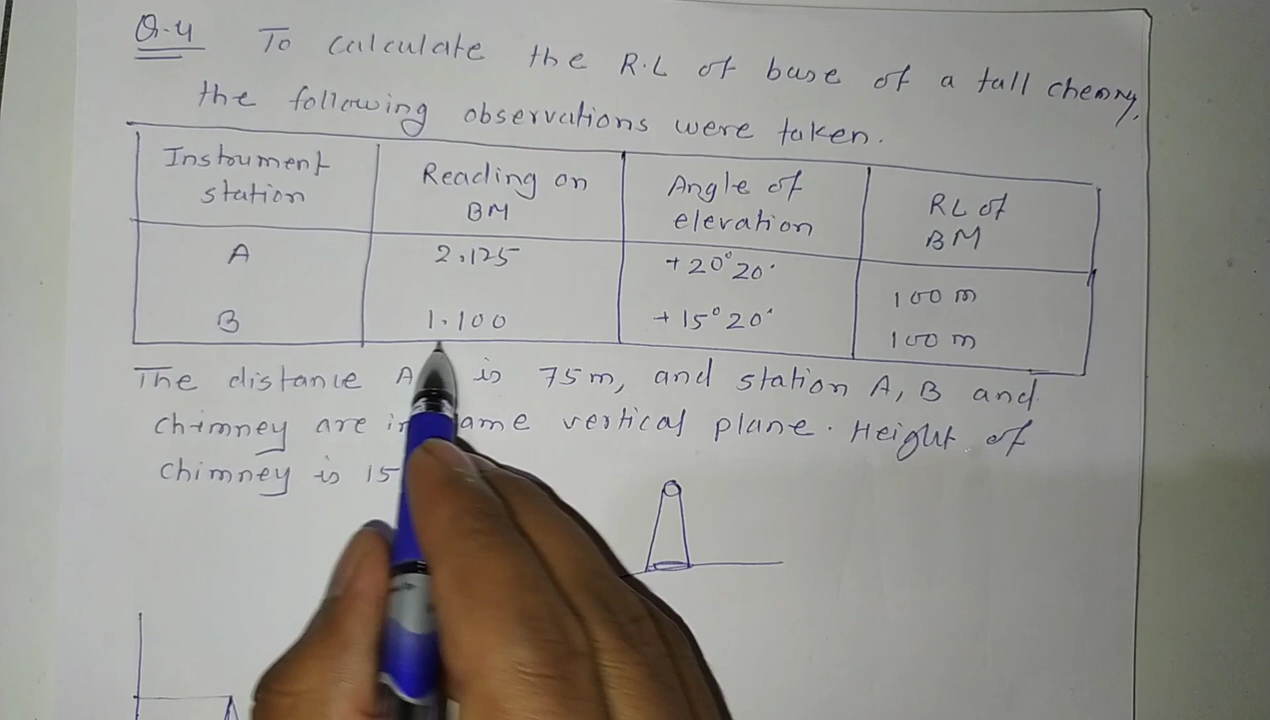 Q.4 To calculate the R.L of base of a tall chemny,
the following observations were taken.
Instrument station Reading on BM Angle of elevation RL of BM
A 2.125 +20°20' 100 m
B 1.100 +15°20' 100 m
The distance A is 75m, and station A, B and
chimney are in same vertical plane. Height of
chimney is 15